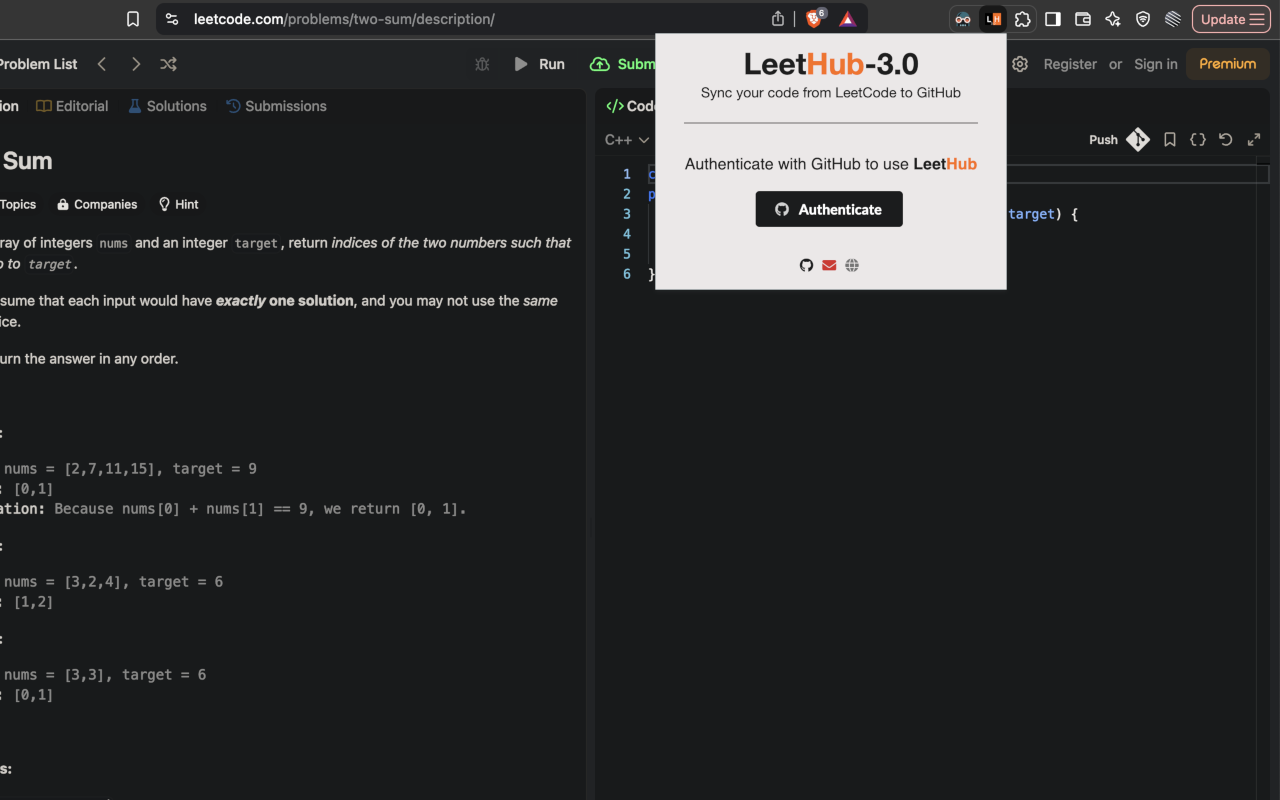 leetcode.com/problems/two-sum/description/
6
LH
Update
Problem List
Run
Subm
Register or Sign in
Premium
LeetHub-3.0
Sync your code from LeetCode to GitHub
Authenticate with GitHub to use LeetHub
Authenticate
ion
Editorial
Solutions
Submissions
</> Code
C++
Push
Sum
Topics
Companies
Hint
ray of integers nums and an integer target, return indices of the two numbers such that
o to target.
sume that each input would have exactly one solution, and you may not use the same
ice.
urn the answer in any order.
:
nums = [2,7,11,15], target = 9
: [0,1]
ation: Because nums[0] + nums[1] == 9, we return [0, 1].
:
nums = [3,2,4], target = 6
: [1,2]
:
nums = [3,3], target = 6
: [0,1]
s:
1 c
2 p
3 target) {
4
5
6 }